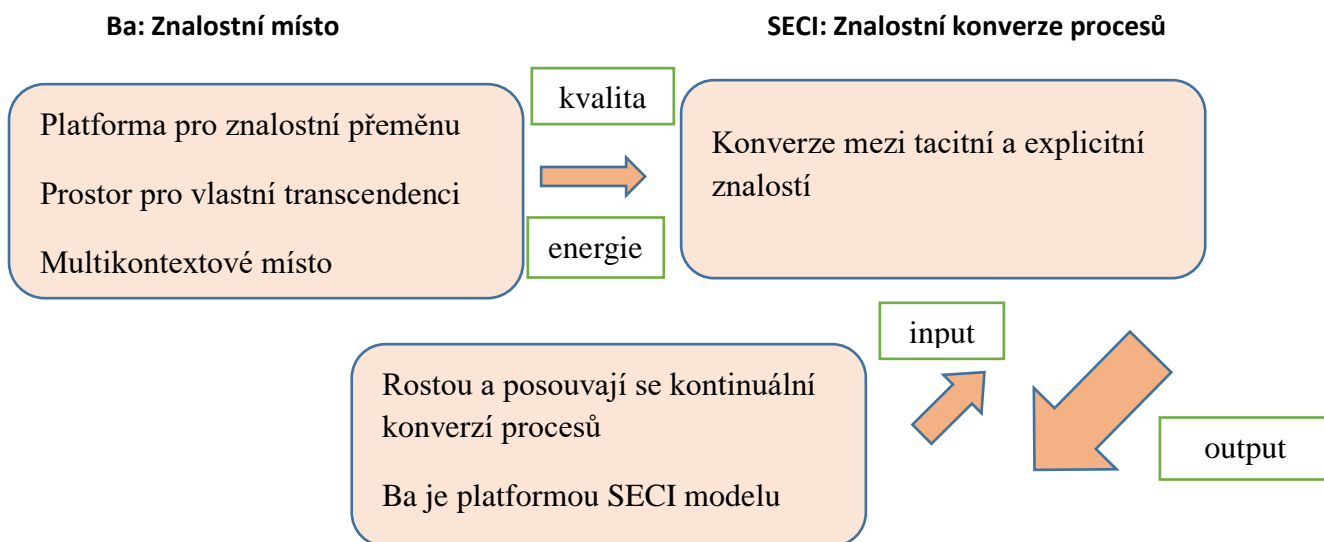 Ba: Znalostní místo
SECI: Znalostní konverze procesů
Platforma pro znalostní přeměnu
Prostor pro vlastní transcendenci
Multikontextové místo
kvalita
energie
Konverze mezi tacitní a explicitní
znalostí
input
Rostou a posouvají se kontinuální
konverzí procesů
Ba je platformou SECI modelu
output